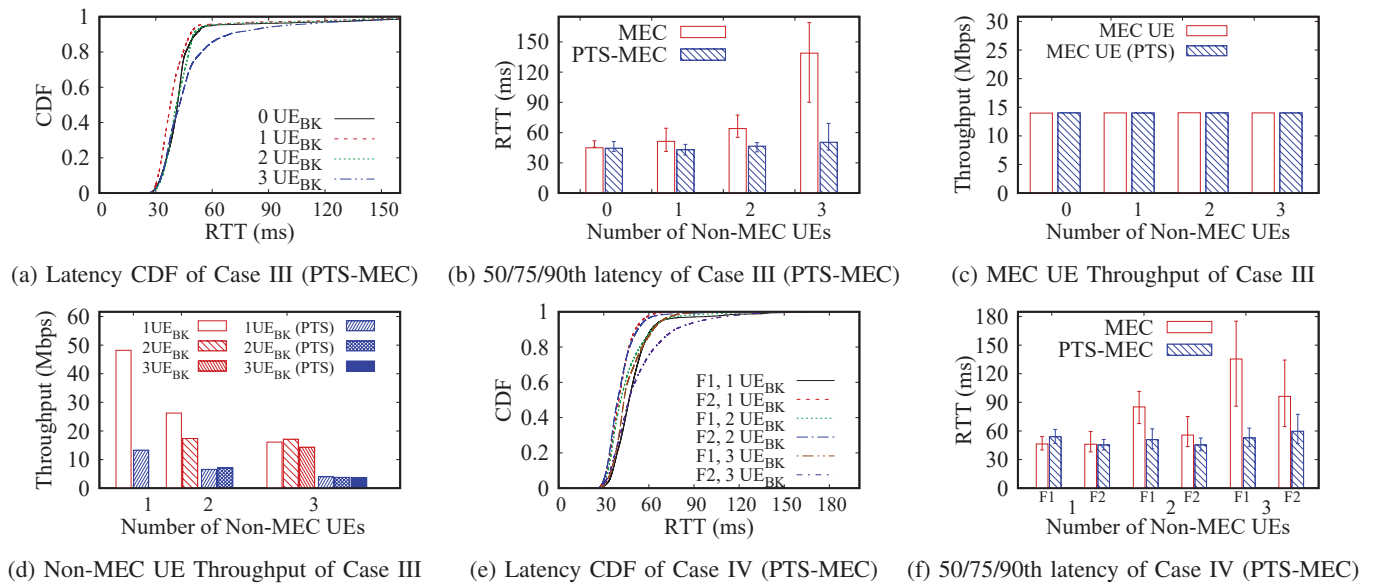 1
0.8
0.6
0.4
0.2
0
CDF
0 UE_BK
1 UE_BK
2 UE_BK
3 UE_BK
0 30 60 90 120 150
RTT (ms)
(a) Latency CDF of Case III (PTS-MEC)
150
120
90
60
30
0
RTT (ms)
MEC
PTS-MEC
0 1 2 3
Number of Non-MEC UEs
(b) 50/75/90th latency of Case III (PTS-MEC)
30
25
20
15
10
5
0
Throughput (Mbps)
MEC UE
MEC UE (PTS)
0 1 2 3
Number of Non-MEC UEs
(c) MEC UE Throughput of Case III
60
50
40
30
20
10
0
Throughput (Mbps)
1UE_BK 1UE_BK (PTS)
2UE_BK 2UE_BK (PTS)
3UE_BK 3UE_BK (PTS)
1 2 3
Number of Non-MEC UEs
(d) Non-MEC UE Throughput of Case III
1
0.8
0.6
0.4
0.2
0
CDF
F1, 1 UE_BK
F2, 1 UE_BK
F1, 2 UE_BK
F2, 2 UE_BK
F1, 3 UE_BK
F2, 3 UE_BK
0 30 60 90 120 150 180
RTT (ms)
(e) Latency CDF of Case IV (PTS-MEC)
180
150
120
90
60
30
0
RTT (ms)
MEC
PTS-MEC
F1 F2 F1 F2 F1 F2
1 2 3
Number of Non-MEC UEs
(f) 50/75/90th latency of Case IV (PTS-MEC)